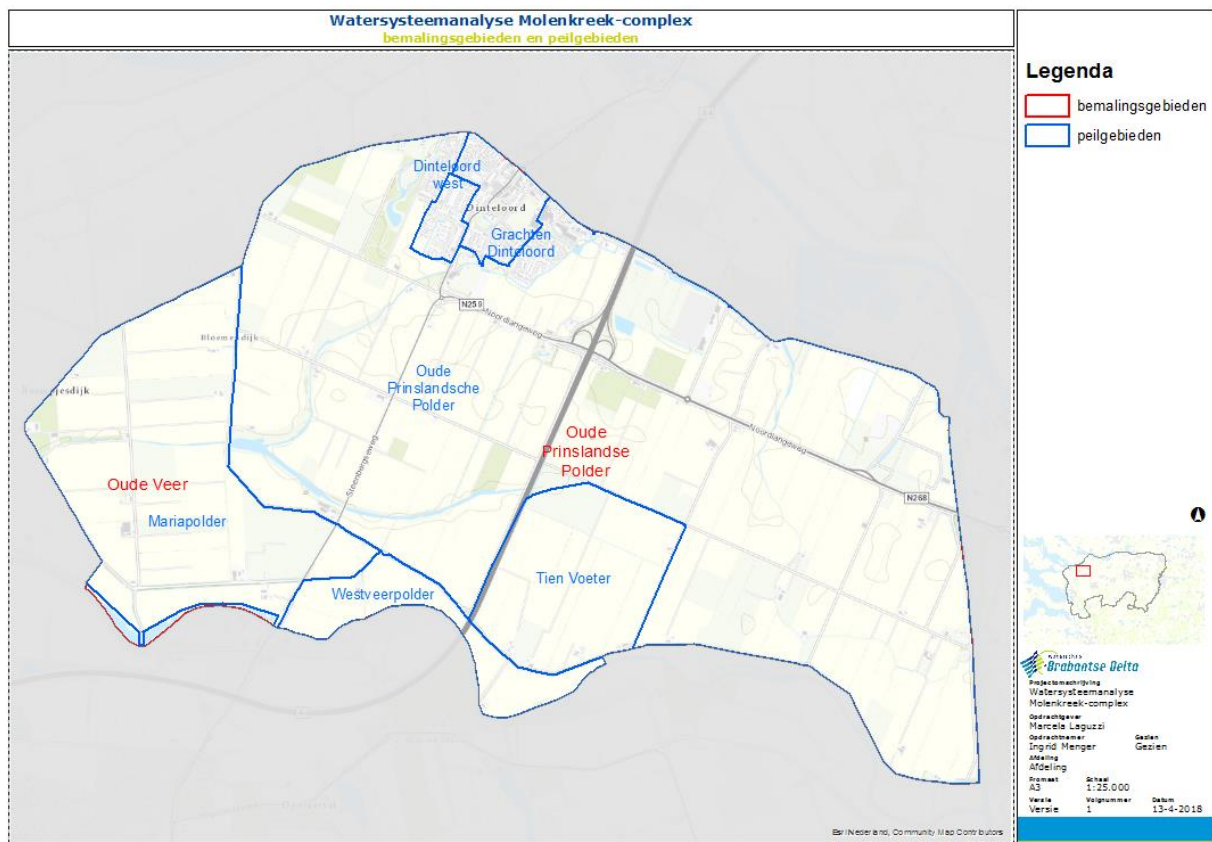 Watersysteemanalyse Molenkreek-complex
bemalingsgebieden en peilgebieden
Legenda
bemalingsgebieden
peilgebieden
Dinteloord
west
Dinteloord
Grachten
Dinteloord
N259
Noordlangeweg
Bloemendijk
Oude
Prinslandsche
Polder
Steenbergseweg
Oude
Prinslandse
Polder
Noordlangeweg
N268
Oude Veer
Mariapolder
Tien Voeter
Westveerpolder
Brabantse Delta
Projectomschrijving
Watersysteemanalyse
Molenkreek-complex
Opdrachtgever
Marcela Laguzzi
Opdrachtnemer Gezien
Ingrid Menger Gezien
Afdeling
Afdeling
Formaat Schaal
A3 1:25.000
Versie Volgnummer Datum
Versie 1 13-4-2018
Esri Nederland, Community Map Contributors